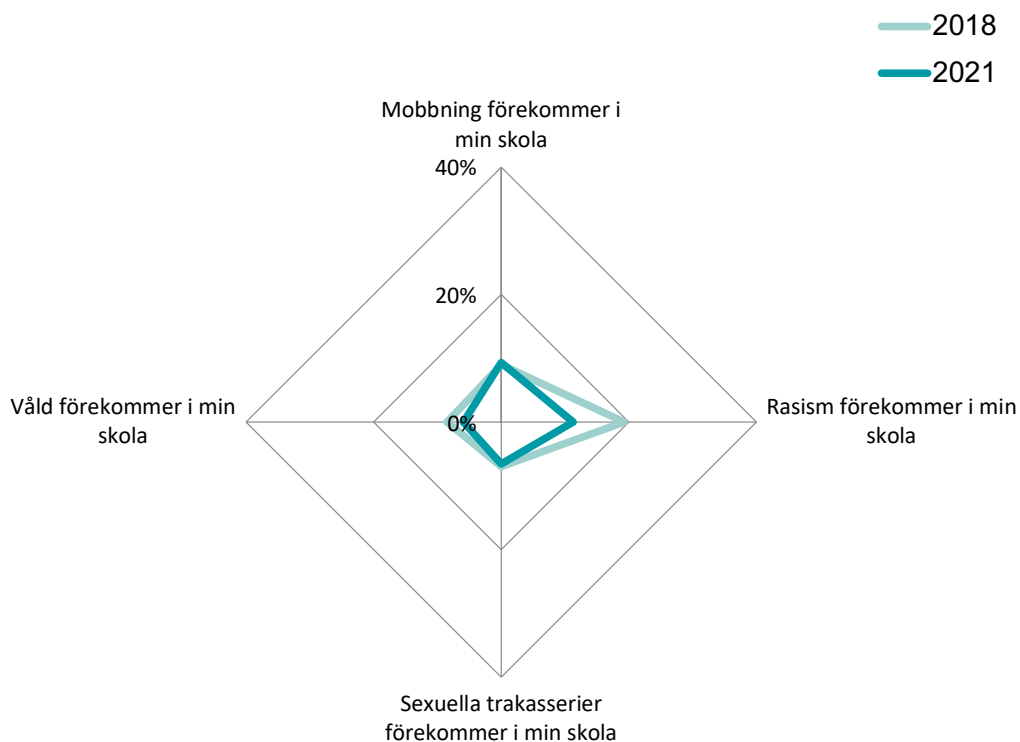 2018
2021
Mobbning förekommer i
min skola
40%
20%
0%
Våld förekommer i min
skola
Rasism förekommer i min
skola
Sexuella trakasserier
förekommer i min skola